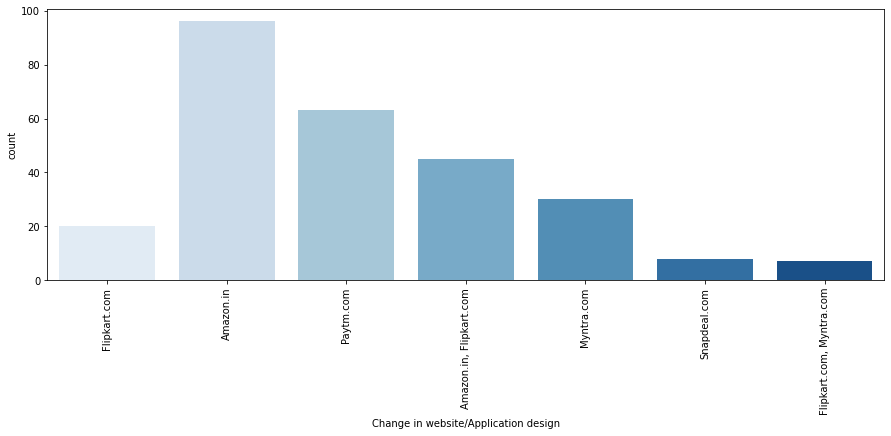 100
80
60
40
20
0
count
Flipkart.com
Amazon.in
Paytm.com
Amazon.in, Flipkart.com
Myntra.com
Snapdeal.com
Flipkart.com, Myntra.com
Change in website/Application design